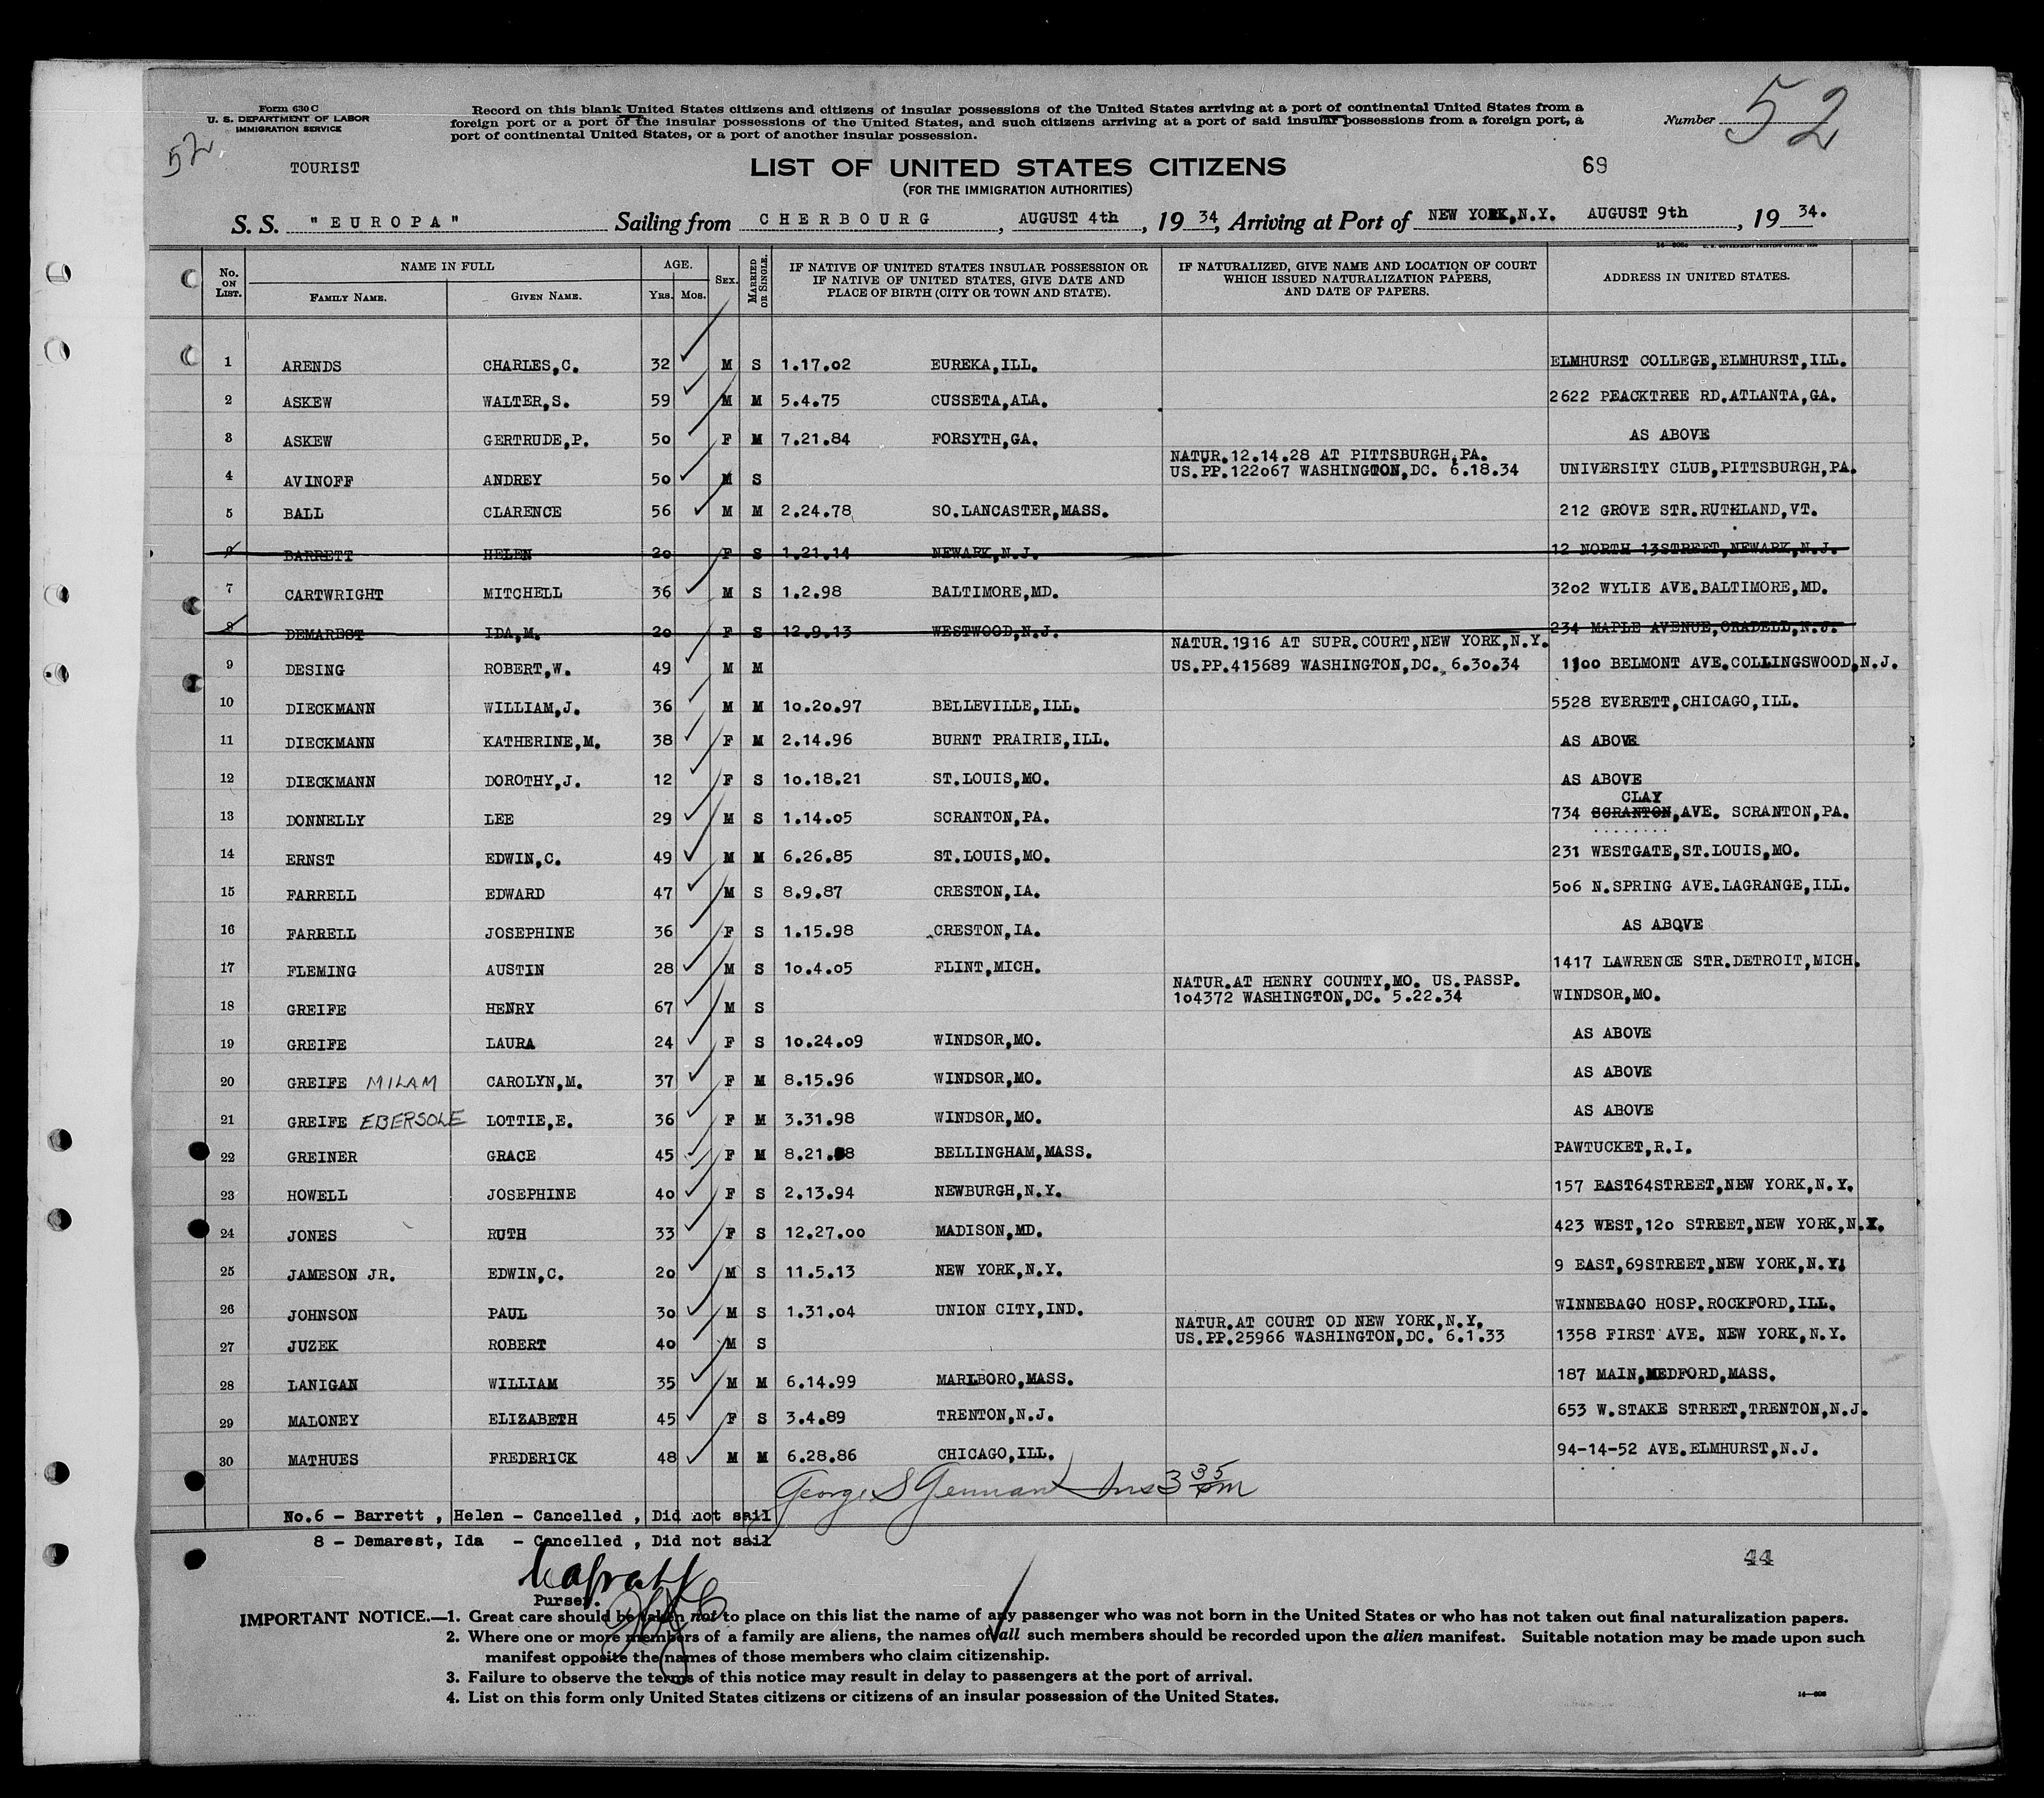 Form 630 C
U. S. DEPARTMENT OF LABOR
IMMIGRATION SERVICE
52
Record on this blank United States citizens and citizens of insular possessions of the United States arriving at a port of continental United States from a
foreign port or a port of the insular possessions of the United States, and such citizens arriving at a port of said insular possessions from a foreign port, a
port of continental United States, or a port of another insular possession.
Number 52
TOURIST
LIST OF UNITED STATES CITIZENS
69
(FOR THE IMMIGRATION AUTHORITIES)
S. S. "EUROPA" Sailing from CHERBOURG, AUGUST 4th, 19 34, Arriving at Port of NEW YORK,N.Y. AUGUST 9th, 19 34.
No. ON LIST. NAME IN FULL FAMILY NAME. GIVEN NAME. AGE. YRS. MOS. SEX. MARRIED OR SINGLE. IF NATIVE OF UNITED STATES INSULAR POSSESSION OR IF NATIVE OF UNITED STATES, GIVE DATE AND PLACE OF BIRTH (CITY OR TOWN AND STATE). IF NATURALIZED, GIVE NAME AND LOCATION OF COURT WHICH ISSUED NATURALIZATION PAPERS, AND DATE OF PAPERS. ADDRESS IN UNITED STATES.
1 ARENDS CHARLES,C. 32 M S 1.17.02 EUREKA,ILL. ELMHURST COLLEGE,ELMHURST,ILL.
2 ASKEW WALTER,S. 59 M M 5.4.75 CUSSETA,ALA. 2622 PEACKTREE RD.ATLANTA,GA.
3 ASKEW GERTRUDE,P. 50 F M 7.21.84 FORSYTH,GA. AS ABOVE
NATUR.12.14.28 AT PITTSBURGH,PA.
4 AVINOFF ANDREY 50 M S US.PP.122067 WASHINGTON,DC. 6.18.34 UNIVERSITY CLUB,PITTSBURGH,PA.
5 BALL CLARENCE 56 M M 2.24.78 SO.LANCASTER,MASS. 212 GROVE STR.RUTHLAND,VT.
6 BARRETT HELEN 20 F S 1.21.14 NEWARK,N.J. 12 NORTH 13STREET,NEWARK,N.J.
7 CARTWRIGHT MITCHELL 36 M S 1.2.98 BALTIMORE,MD. 3202 WYLIE AVE.BALTIMORE,MD.
8 DEMAREST IDA,M. 20 F S 12.9.13 WESTWOOD,N.J. 234 MAPLE AVENUE,ORADELL,N.J.
NATUR.1916 AT SUPR.COURT,NEW YORK,N.Y.
9 DESING ROBERT,W. 49 M M US.PP.415689 WASHINGTON,DC. 6.30.34 1100 BELMONT AVE.COLLINGSWOOD,N.J.
10 DIECKMANN WILLIAM,J. 36 M M 10.20.97 BELLEVILLE,ILL. 5528 EVERETT,CHICAGO,ILL.
11 DIECKMANN KATHERINE,M. 38 F M 2.14.96 BURNT PRAIRIE,ILL. AS ABOVE
12 DIECKMANN DOROTHY,J. 12 F S 10.18.21 ST.LOUIS,MO. AS ABOVE
CLAY
13 DONNELLY LEE 29 M S 1.14.05 SCRANTON,PA. 734 SCRANTON,AVE. SCRANTON,PA.
14 ERNST EDWIN,C. 49 M M 6.26.85 ST.LOUIS,MO. 231 WESTGATE,ST.LOUIS,MO.
15 FARRELL EDWARD 47 M S 8.9.87 CRESTON,IA. 506 N.SPRING AVE.LAGRANGE,ILL.
16 FARRELL JOSEPHINE 36 F S 1.15.98 CRESTON,IA. AS ABOVE
17 FLEMING AUSTIN 28 M S 10.4.05 FLINT,MICH. 1417 LAWRENCE STR.DETROIT,MICH.
NATUR.AT HENRY COUNTY,MO. US.PASSP.
18 GREIFE HENRY 67 M S 104372 WASHINGTON,DC. 5.22.34 WINDSOR,MO.
19 GREIFE LAURA 24 F S 10.24.09 WINDSOR,MO. AS ABOVE
20 GREIFE MILAM CAROLYN,M. 37 F M 8.15.96 WINDSOR,MO. AS ABOVE
21 GREIFE EBERSOLE LOTTIE,E. 36 F M 3.31.98 WINDSOR,MO. AS ABOVE
22 GREINER GRACE 45 F M 8.21.88 BELLINGHAM,MASS. PAWTUCKET,R.I.
23 HOWELL JOSEPHINE 40 F S 2.13.94 NEWBURGH,N.Y. 157 EAST64STREET,NEW YORK,N.Y.
24 JONES RUTH 33 F S 12.27.00 MADISON,MD. 423 WEST,120 STREET,NEW YORK,N.Y.
25 JAMESON JR. EDWIN,C. 20 M S 11.5.13 NEW YORK,N.Y. 9 EAST,69STREET,NEW YORK,N.Y.
26 JOHNSON PAUL 30 M S 1.31.04 UNION CITY,IND. WINNEBAGO HOSP.ROCKFORD,ILL.
NATUR.AT COURT OD NEW YORK,N.Y.
27 JUZEK ROBERT 40 M S US.PP.25966 WASHINGTON,DC. 6.1.33 1358 FIRST AVE. NEW YORK,N.Y.
28 LANIGAN WILLIAM 35 M M 6.14.99 MARLBORO,MASS. 187 MAIN,MEDFORD,MASS.
29 MALONEY ELIZABETH 45 F S 3.4.89 TRENTON,N.J. 653 W.STAKE STREET,TRENTON,N.J.
30 MATHUES FREDERICK 48 M M 6.28.86 CHICAGO,ILL. 94-14-52 AVE.ELMHURST,N.J.
George S 3 35 pm
No.6 - Barrett , Helen - Cancelled , Did not sail
8 - Demarest, Ida - Cancelled , Did not sail
44
Purser.
IMPORTANT NOTICE.—1. Great care should be taken not to place on this list the name of any passenger who was not born in the United States or who has not taken out final naturalization papers.
2. Where one or more members of a family are aliens, the names of all such members should be recorded upon the alien manifest. Suitable notation may be made upon such
manifest opposite the names of those members who claim citizenship.
3. Failure to observe the terms of this notice may result in delay to passengers at the port of arrival.
4. List on this form only United States citizens or citizens of an insular possession of the United States.